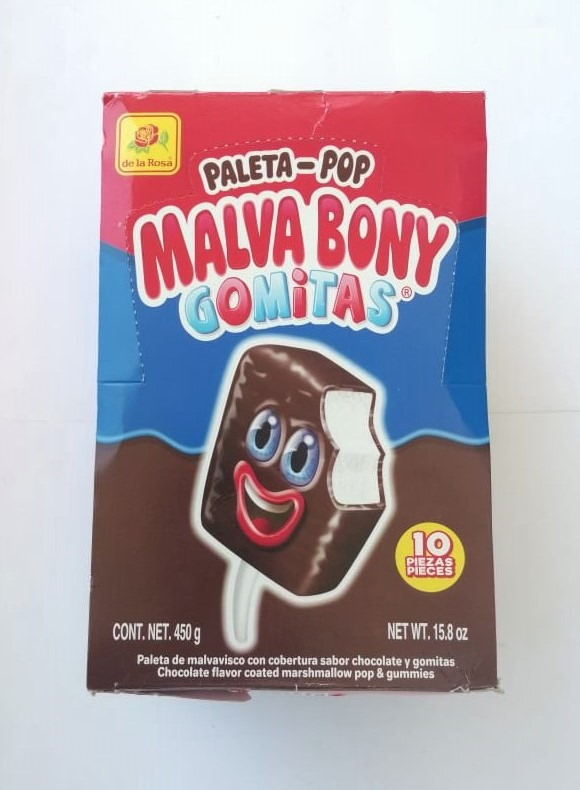 de la Rosa®
PALETA-POP
MALVA BONY
GOMiTAS®
10
PIEZAS
PIECES
CONT. NET. 450 g
NET WT. 15.8 oz
Paleta de malvavisco con cobertura sabor chocolate y gomitas
Chocolate flavor coated marshmallow pop & gummies